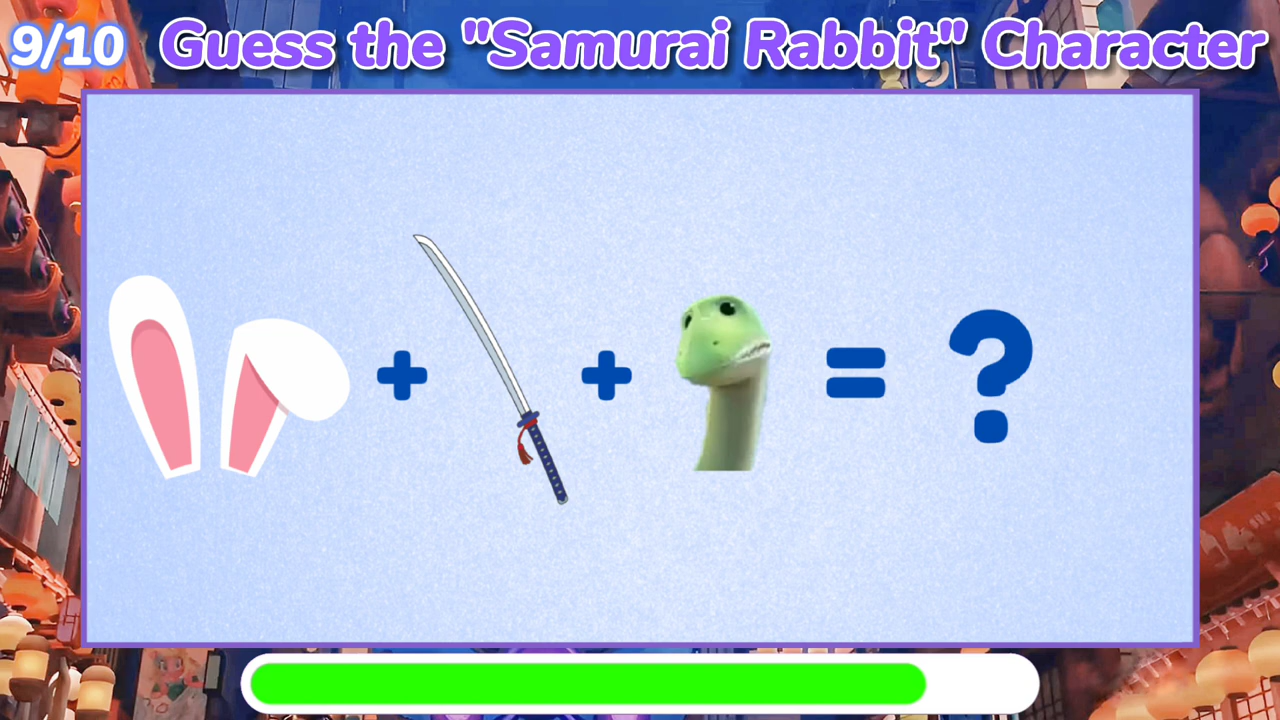 9/10 Guess the "Samurai Rabbit" Character
+ + = ?